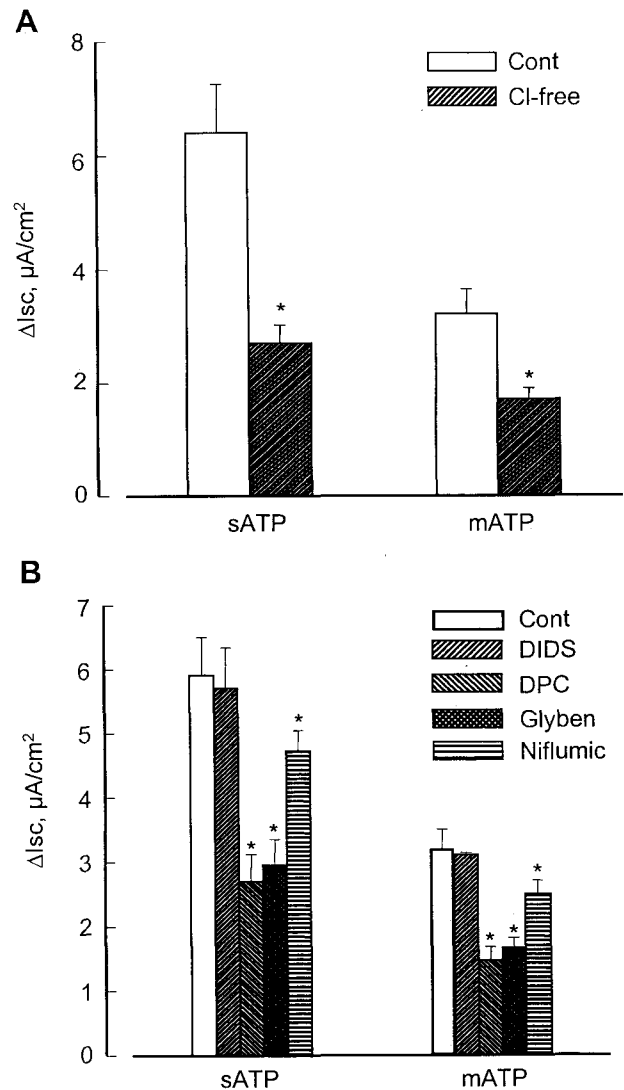 A
8
6
4
2
0
ΔIsc, µA/cm²
Cont
Cl-free
*
*
sATP
mATP
B
7
6
5
4
3
2
1
0
ΔIsc, µA/cm²
Cont
DIDS
DPC
Glyben
Niflumic
* * *
* * *
sATP
mATP